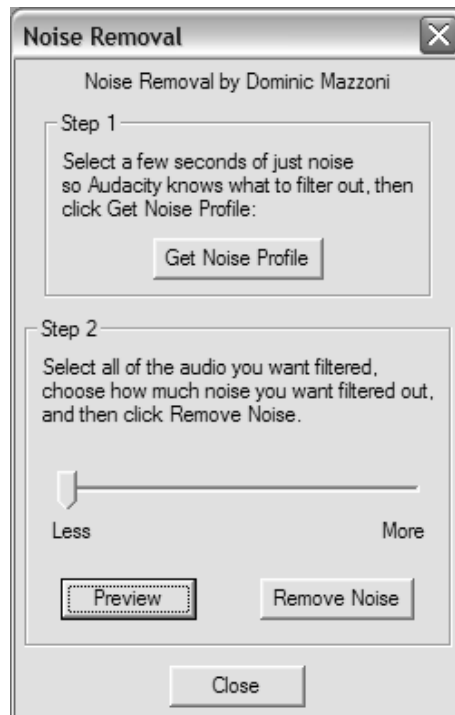 Noise Removal
Noise Removal by Dominic Mazzoni
Step 1
Select a few seconds of just noise
so Audacity knows what to filter out, then
click Get Noise Profile:
Get Noise Profile
Step 2
Select all of the audio you want filtered,
choose how much noise you want filtered out,
and then click Remove Noise.
Less More
Preview Remove Noise
Close